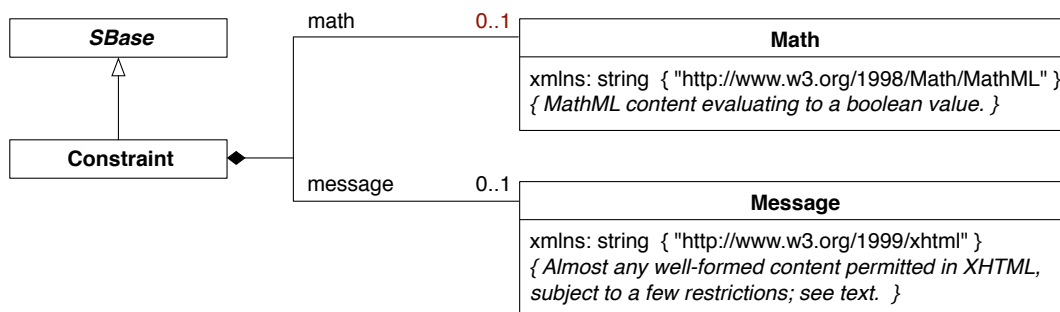 SBase
Constraint
math 0..1
Math
xmlns: string { "http://www.w3.org/1998/Math/MathML" }
{ MathML content evaluating to a boolean value. }
message 0..1
Message
xmlns: string { "http://www.w3.org/1999/xhtml" }
{ Almost any well-formed content permitted in XHTML,
subject to a few restrictions; see text. }